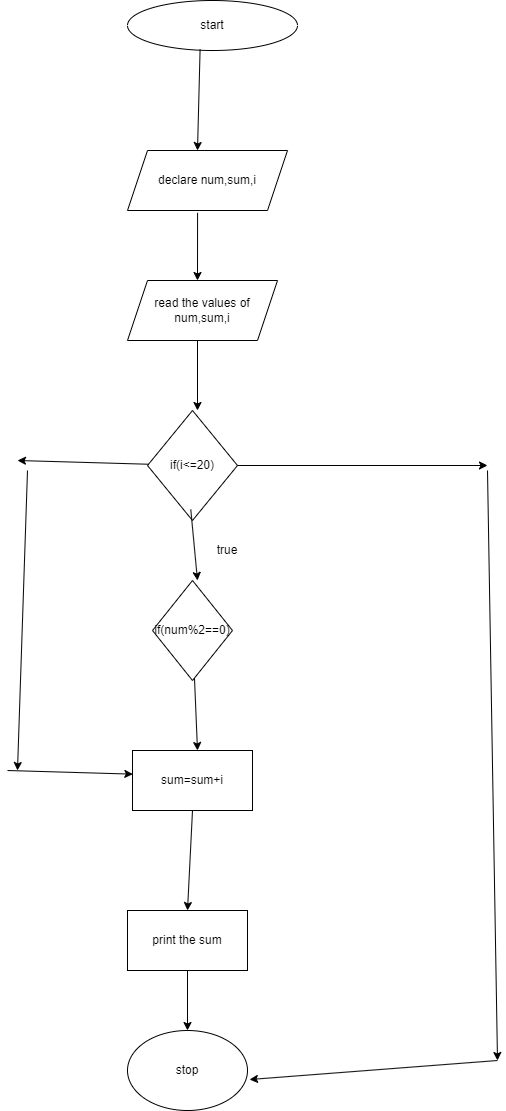 start
declare num,sum,i
read the values of
num,sum,i
if(i<=20)
true
if(num%2==0)
sum=sum+i
print the sum
stop